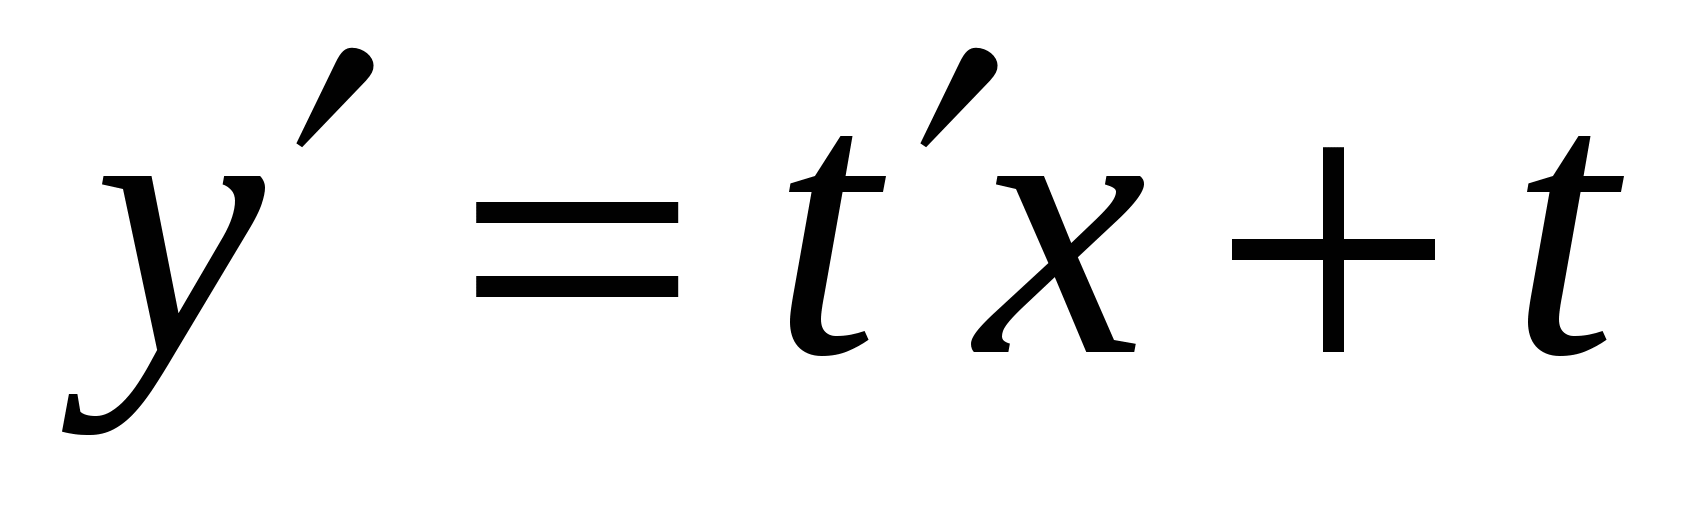 y′ = t′x + t